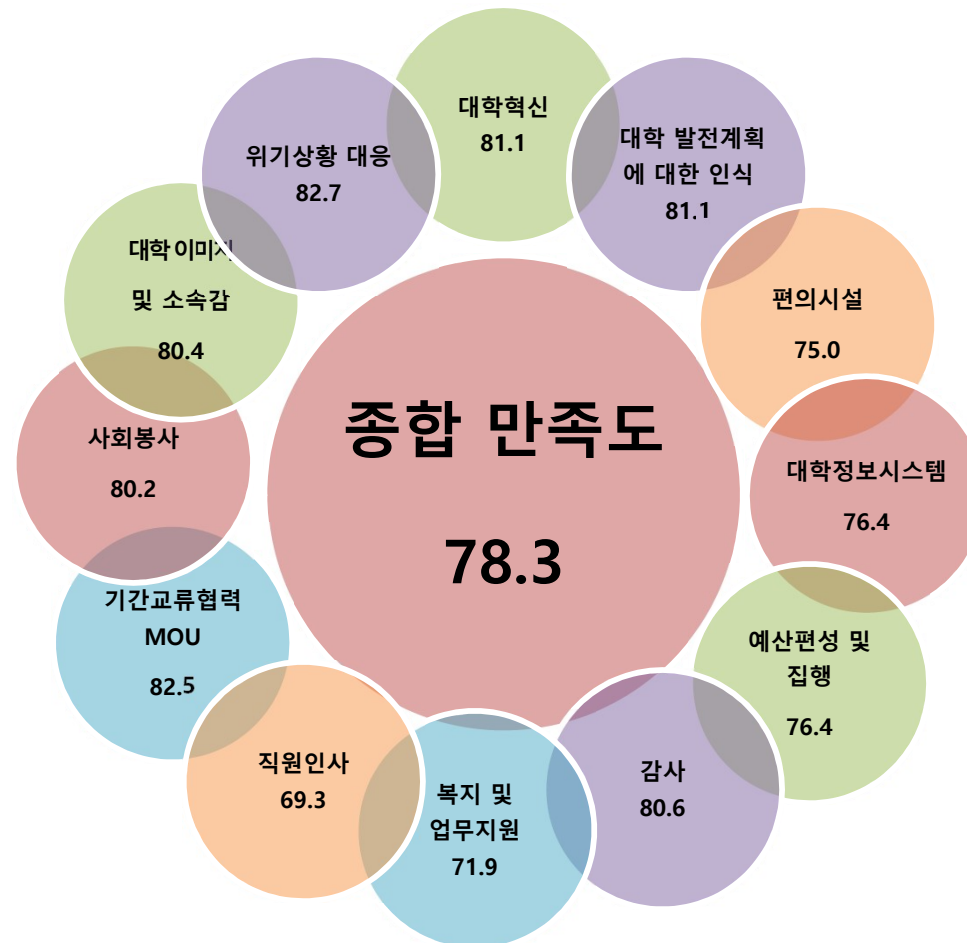 대학혁신
81.1
대학 발전계획
에 대한 인식
81.1
편의시설
75.0
대학정보시스템
76.4
예산편성 및
집행
76.4
감사
80.6
복지 및
업무지원
71.9
직원인사
69.3
기간교류협력
MOU
82.5
사회봉사
80.2
대학이미지
및 소속감
80.4
위기상황 대응
82.7
종합 만족도
78.3